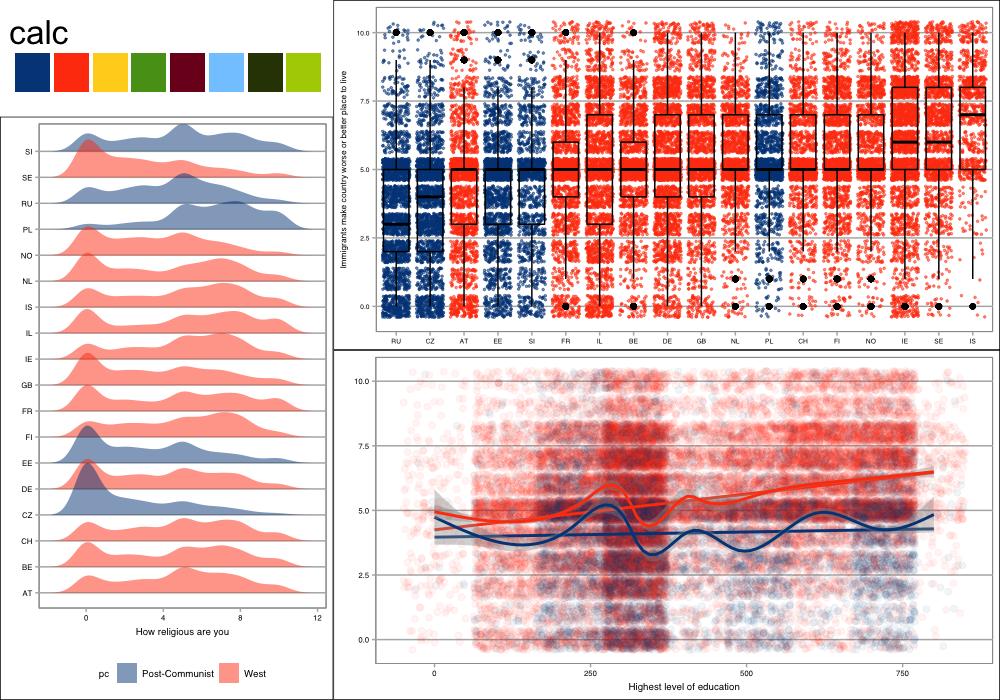 calc
SI
SE
RU
PL
NO
NL
IS
IL
IE
GB
FR
FI
EE
DE
CZ
CH
BE
AT
0 4 8 12
How religious are you
pc Post-Communist West
Immigrants make country worse or better place to live
10.0
7.5
5.0
2.5
0.0
RU CZ AT EE SI FR IL BE DE GB NL PL CH FI NO IE SE IS
10.0
7.5
5.0
2.5
0.0
0 250 500 750
Highest level of education